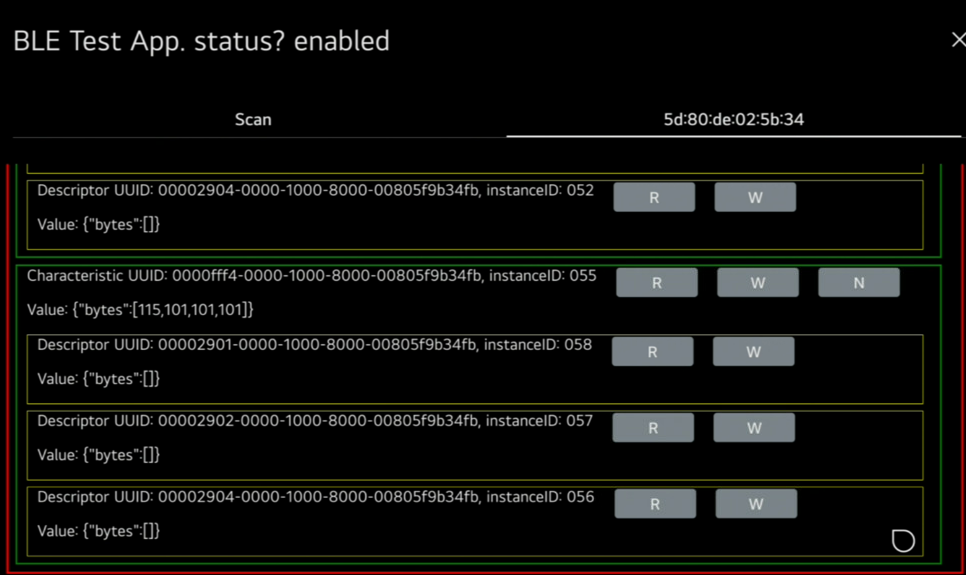 BLE Test App. status? enabled
Scan
5d:80:de:02:5b:34
Descriptor UUID: 00002904-0000-1000-8000-00805f9b34fb, instanceID: 052 R W
Value: {"bytes":[]}
Characteristic UUID: 0000fff4-0000-1000-8000-00805f9b34fb, instanceID: 055 R W N
Value: {"bytes":[115,101,101,101]}
Descriptor UUID: 00002901-0000-1000-8000-00805f9b34fb, instanceID: 058 R W
Value: {"bytes":[]}
Descriptor UUID: 00002902-0000-1000-8000-00805f9b34fb, instanceID: 057 R W
Value: {"bytes":[]}
Descriptor UUID: 00002904-0000-1000-8000-00805f9b34fb, instanceID: 056 R W
Value: {"bytes":[]}